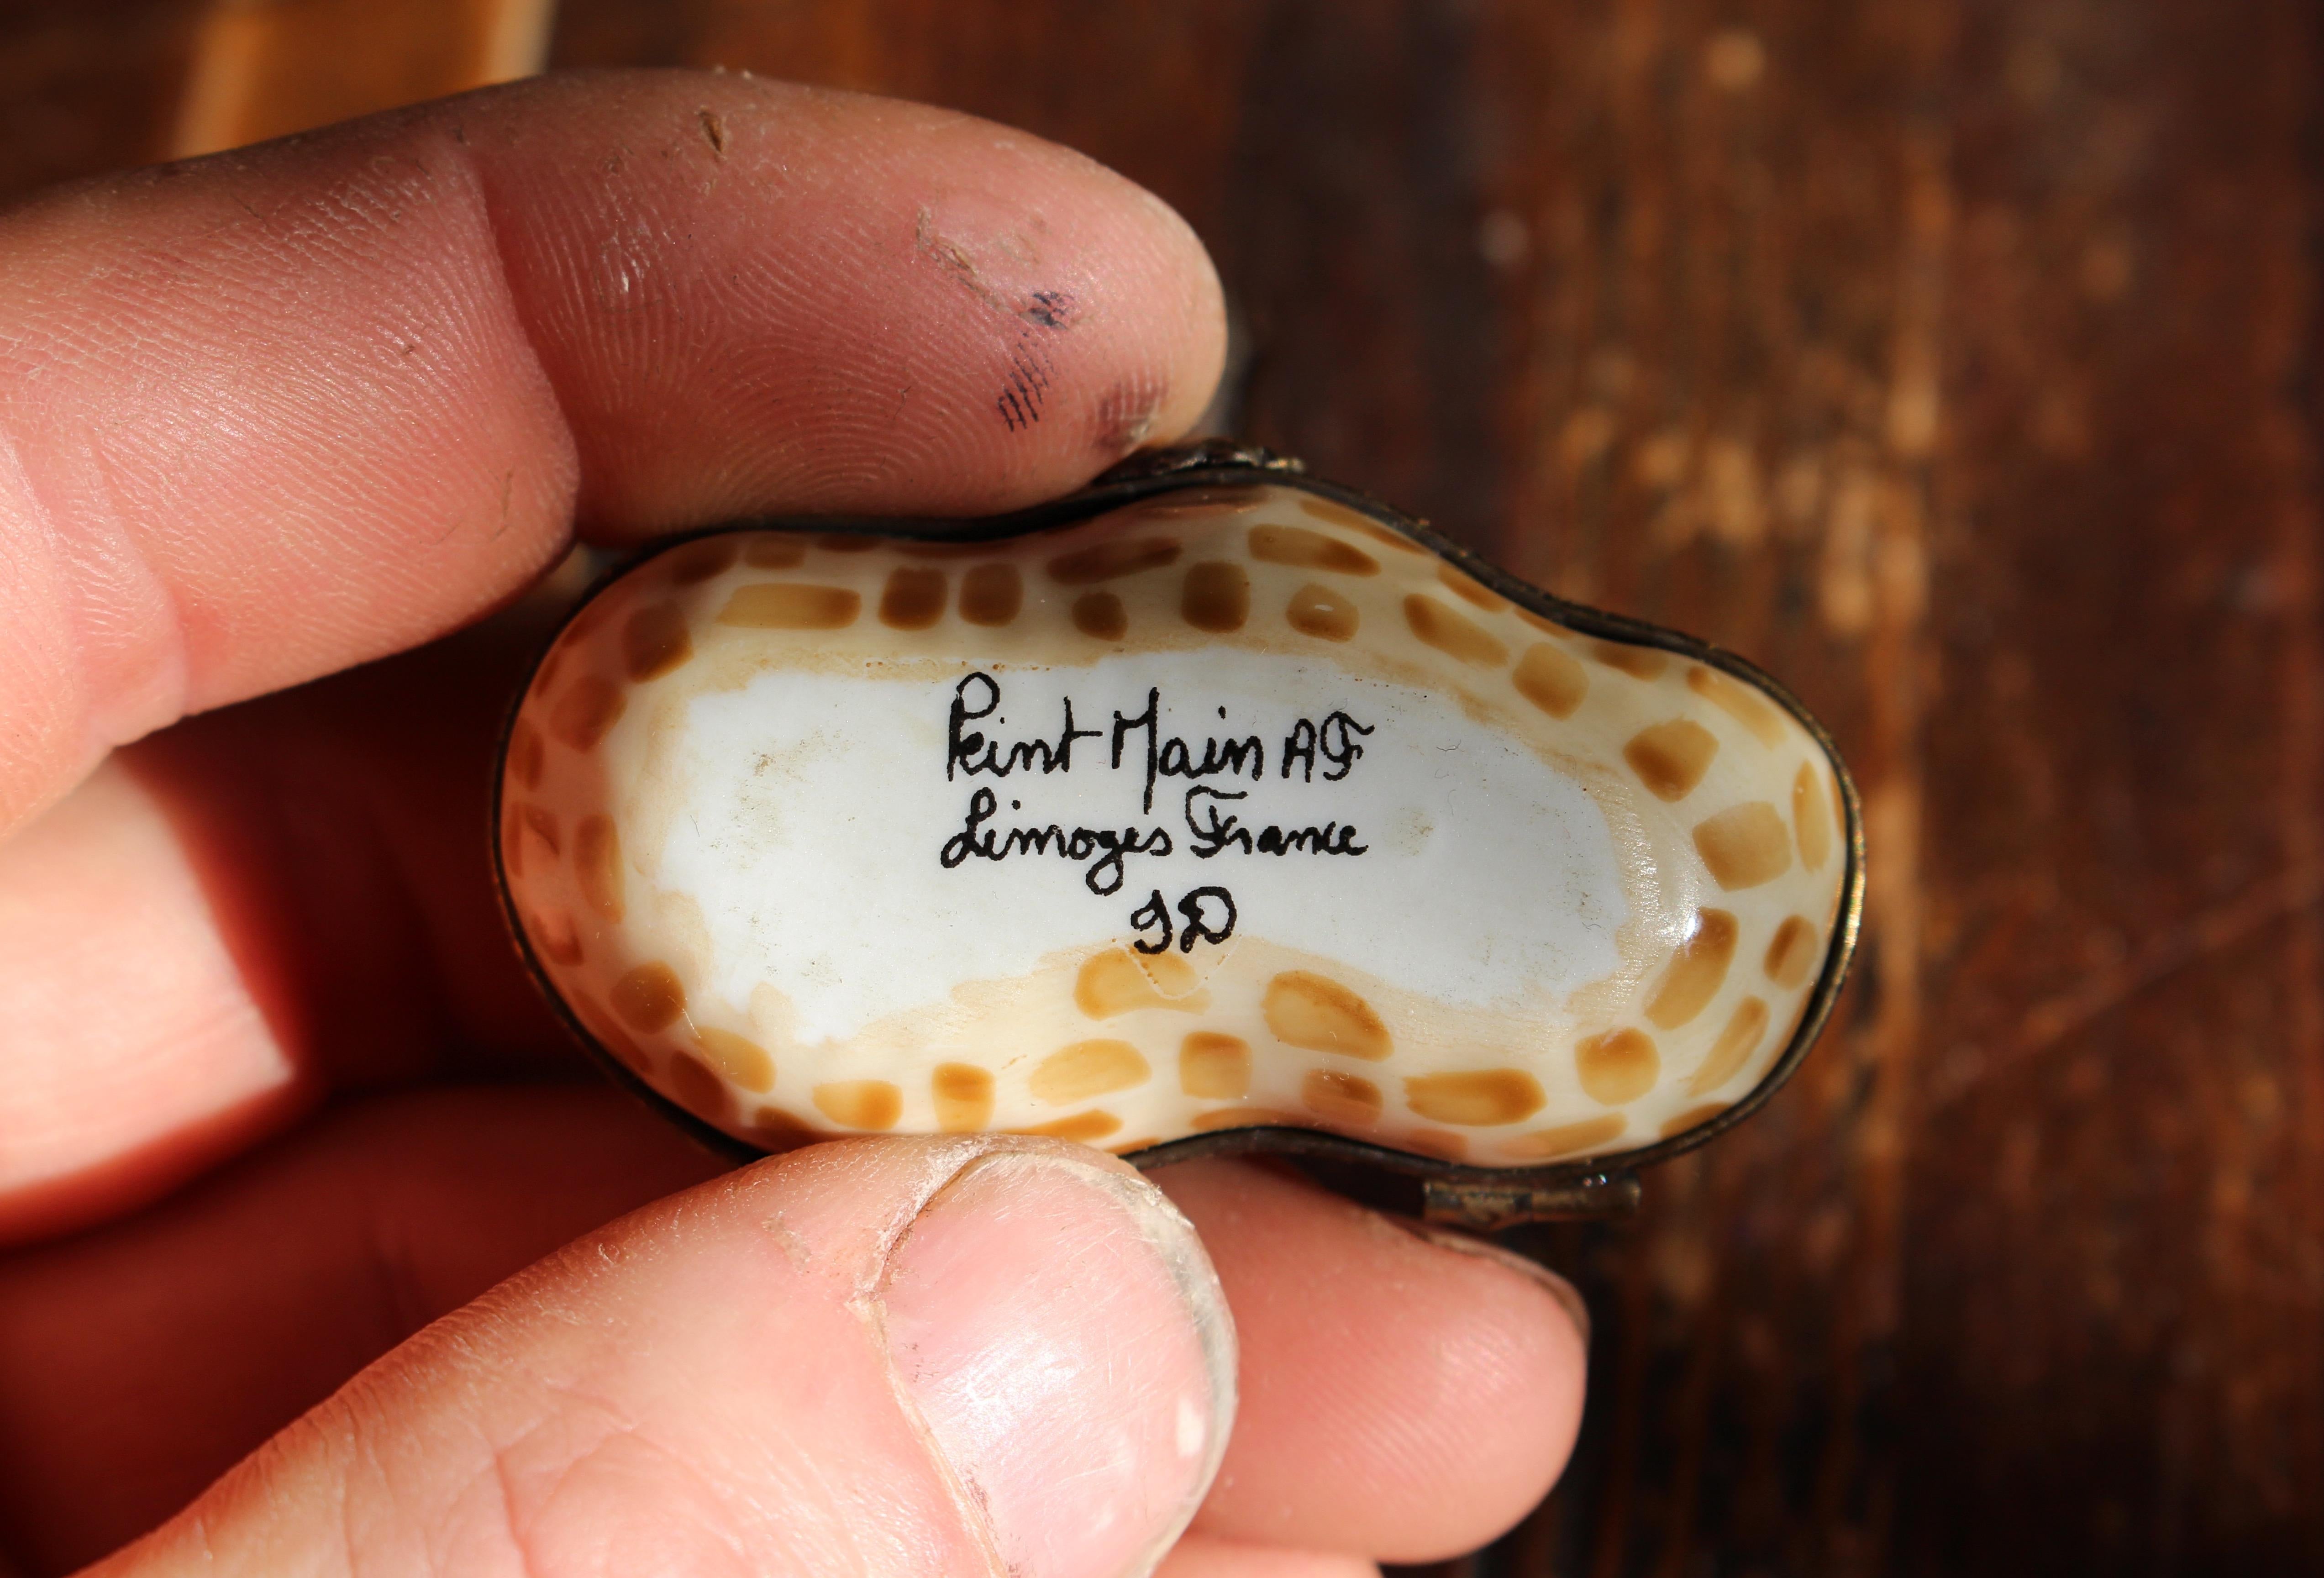 Peint Main AF
Limoges France
JD